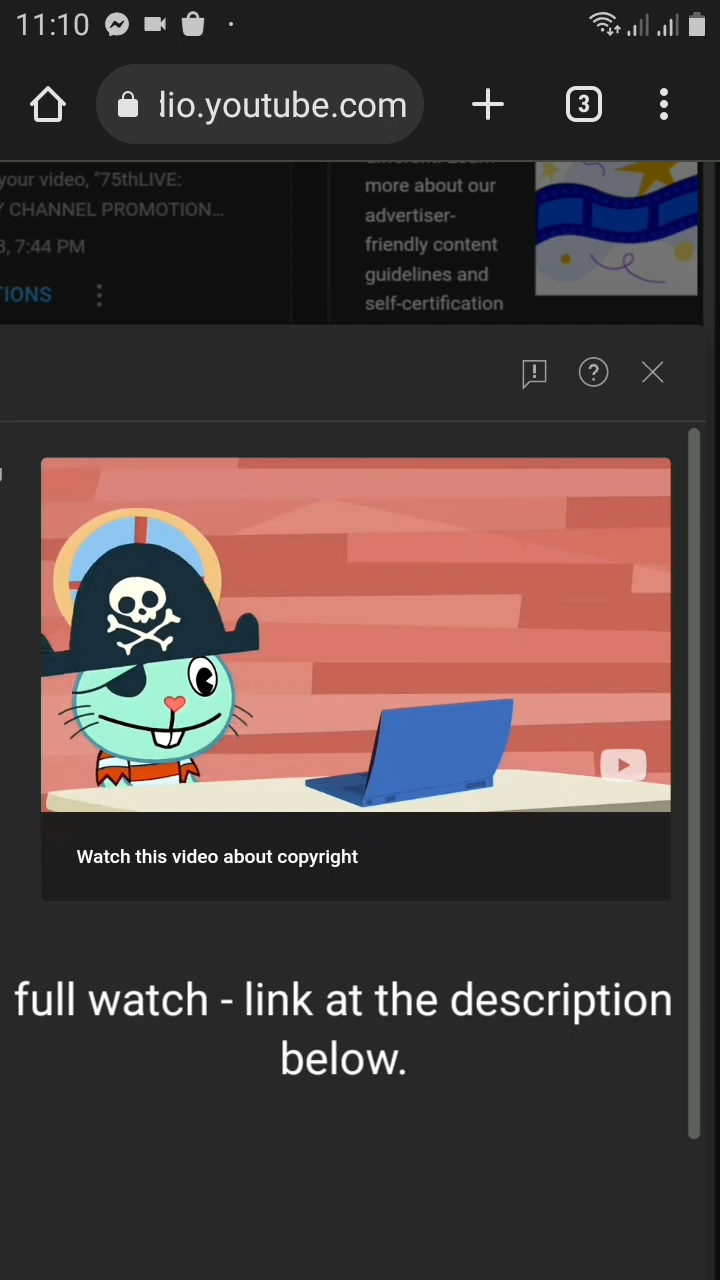 11:10
lio.youtube.com
3
your video, "75thLIVE:
Y CHANNEL PROMOTION...
3, 7:44 PM
TIONS
more about our
advertiser-
friendly content
guidelines and
self-certification
Watch this video about copyright
full watch - link at the description
below.